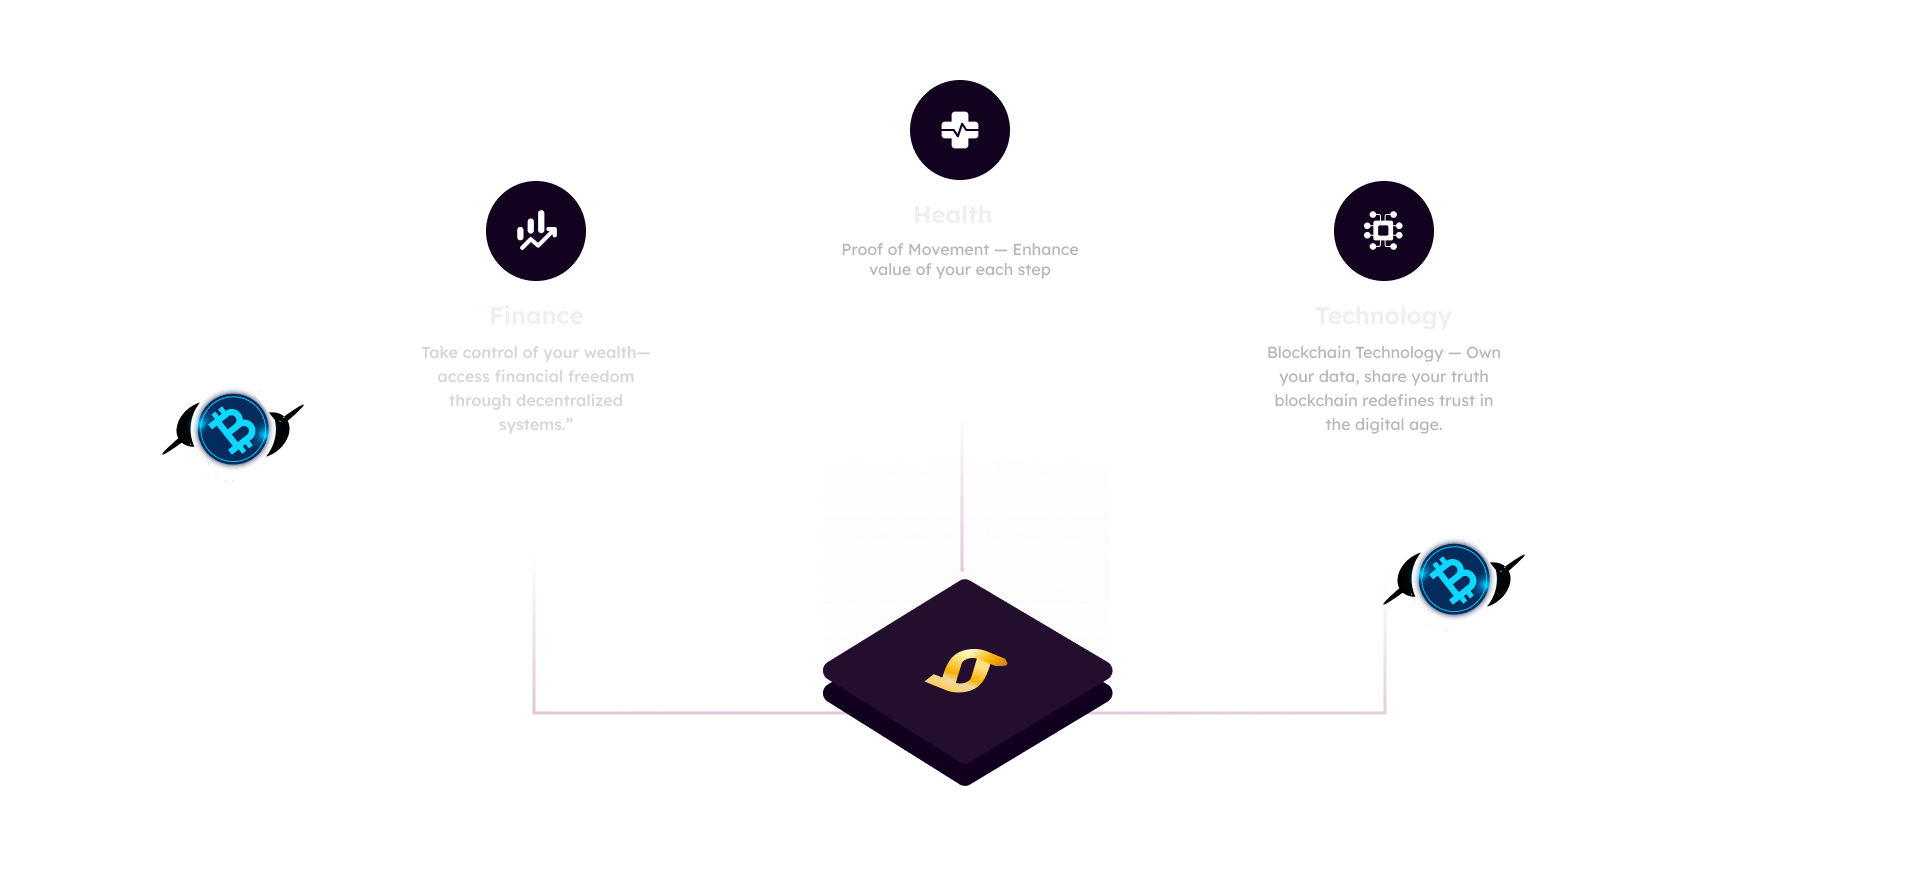 Health
Proof of Movement — Enhance
value of your each step
Finance
Take control of your wealth—
access financial freedom
through decentralized
systems.”
Technology
Blockchain Technology — Own
your data, share your truth
blockchain redefines trust in
the digital age.